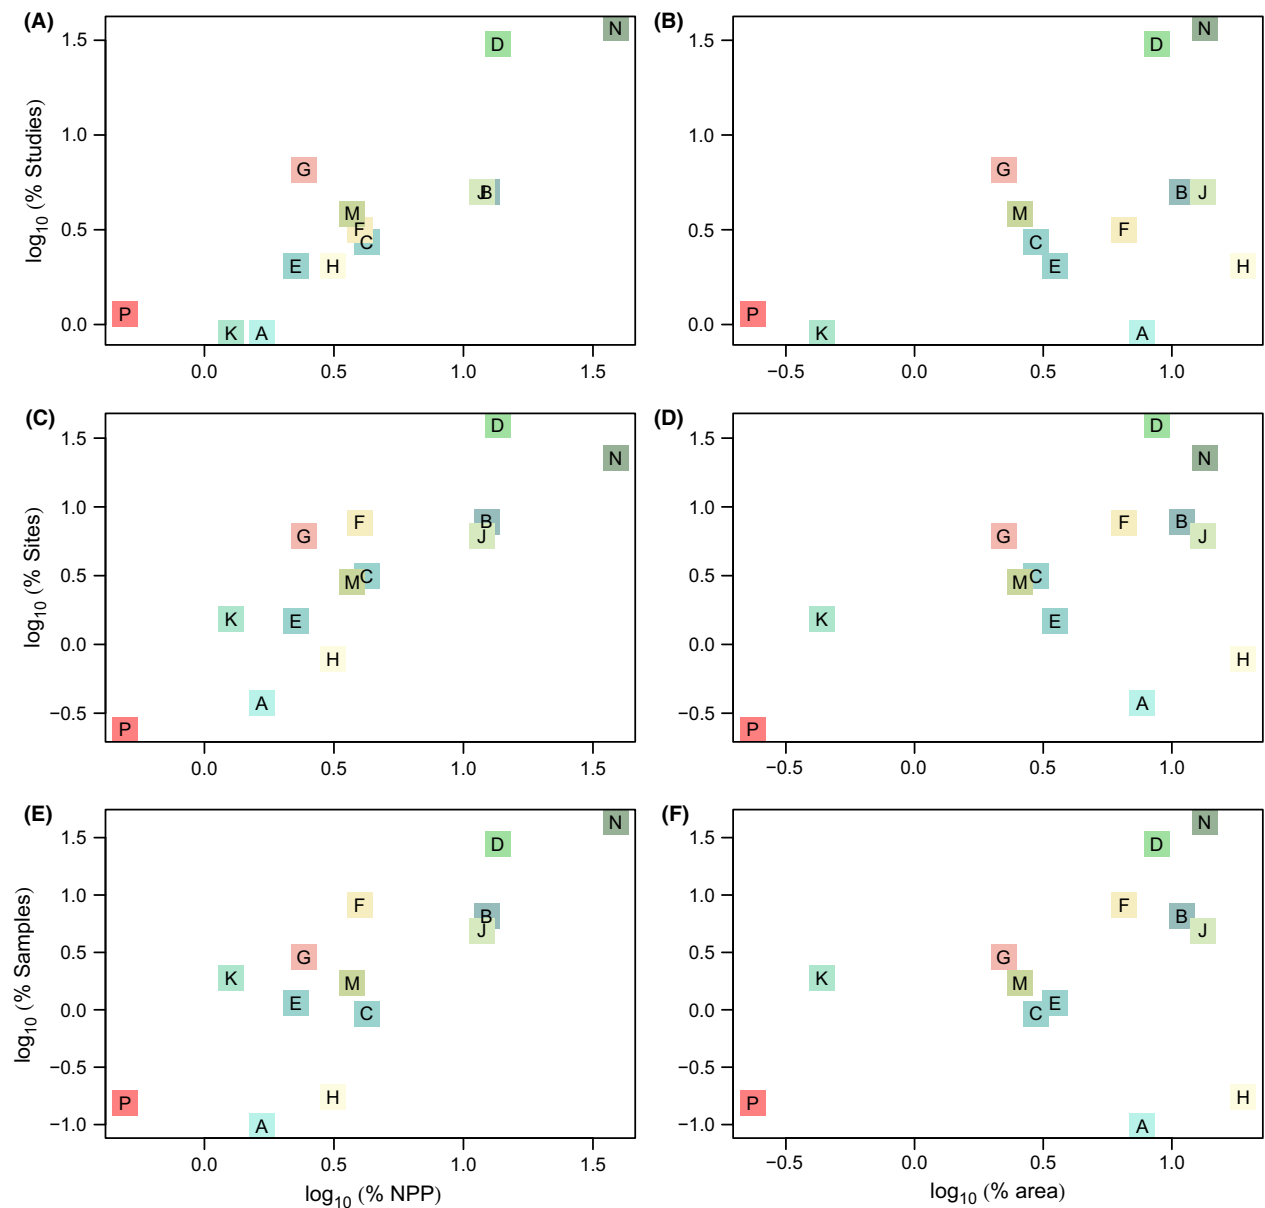 (A)
1.5
1.0
0.5
0.0
log10 (% Studies)
N
D
G
J
B
M
F
C
E
H
P
K
A
0.0
0.5
1.0
1.5
(B)
1.5
1.0
0.5
0.0
N
D
G
B
J
M
F
C
E
H
P
K
A
−0.5
0.0
0.5
1.0
(C)
1.5
1.0
0.5
0.0
−0.5
log10 (% Sites)
D
N
F
B
G
J
C
M
K
E
H
A
P
0.0
0.5
1.0
1.5
(D)
1.5
1.0
0.5
0.0
−0.5
D
N
F
B
G
J
C
M
K
E
H
A
P
−0.5
0.0
0.5
1.0
(E)
1.5
1.0
0.5
0.0
−0.5
−1.0
log10 (% Samples)
N
D
F
B
J
G
K
M
E
C
H
P
A
0.0
0.5
1.0
1.5
log10 (% NPP)
(F)
1.5
1.0
0.5
0.0
−0.5
−1.0
N
D
F
B
J
G
K
M
E
C
H
P
A
−0.5
0.0
0.5
1.0
log10 (% area)